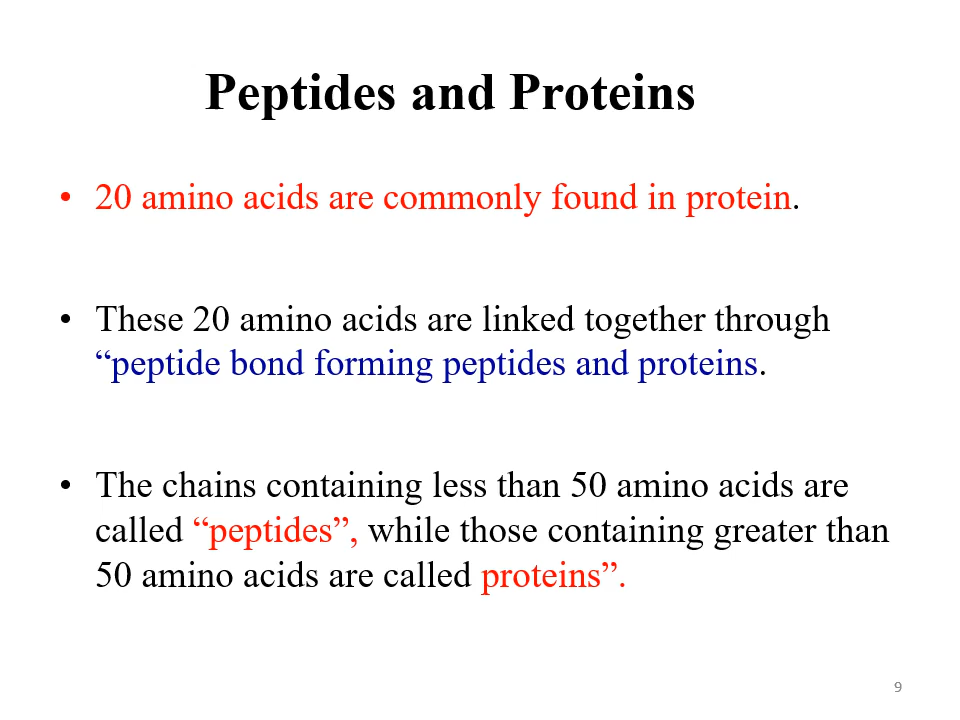 Peptides and Proteins
• 20 amino acids are commonly found in protein.
• These 20 amino acids are linked together through
“peptide bond forming peptides and proteins.
• The chains containing less than 50 amino acids are
called “peptides”, while those containing greater than
50 amino acids are called proteins”.
9